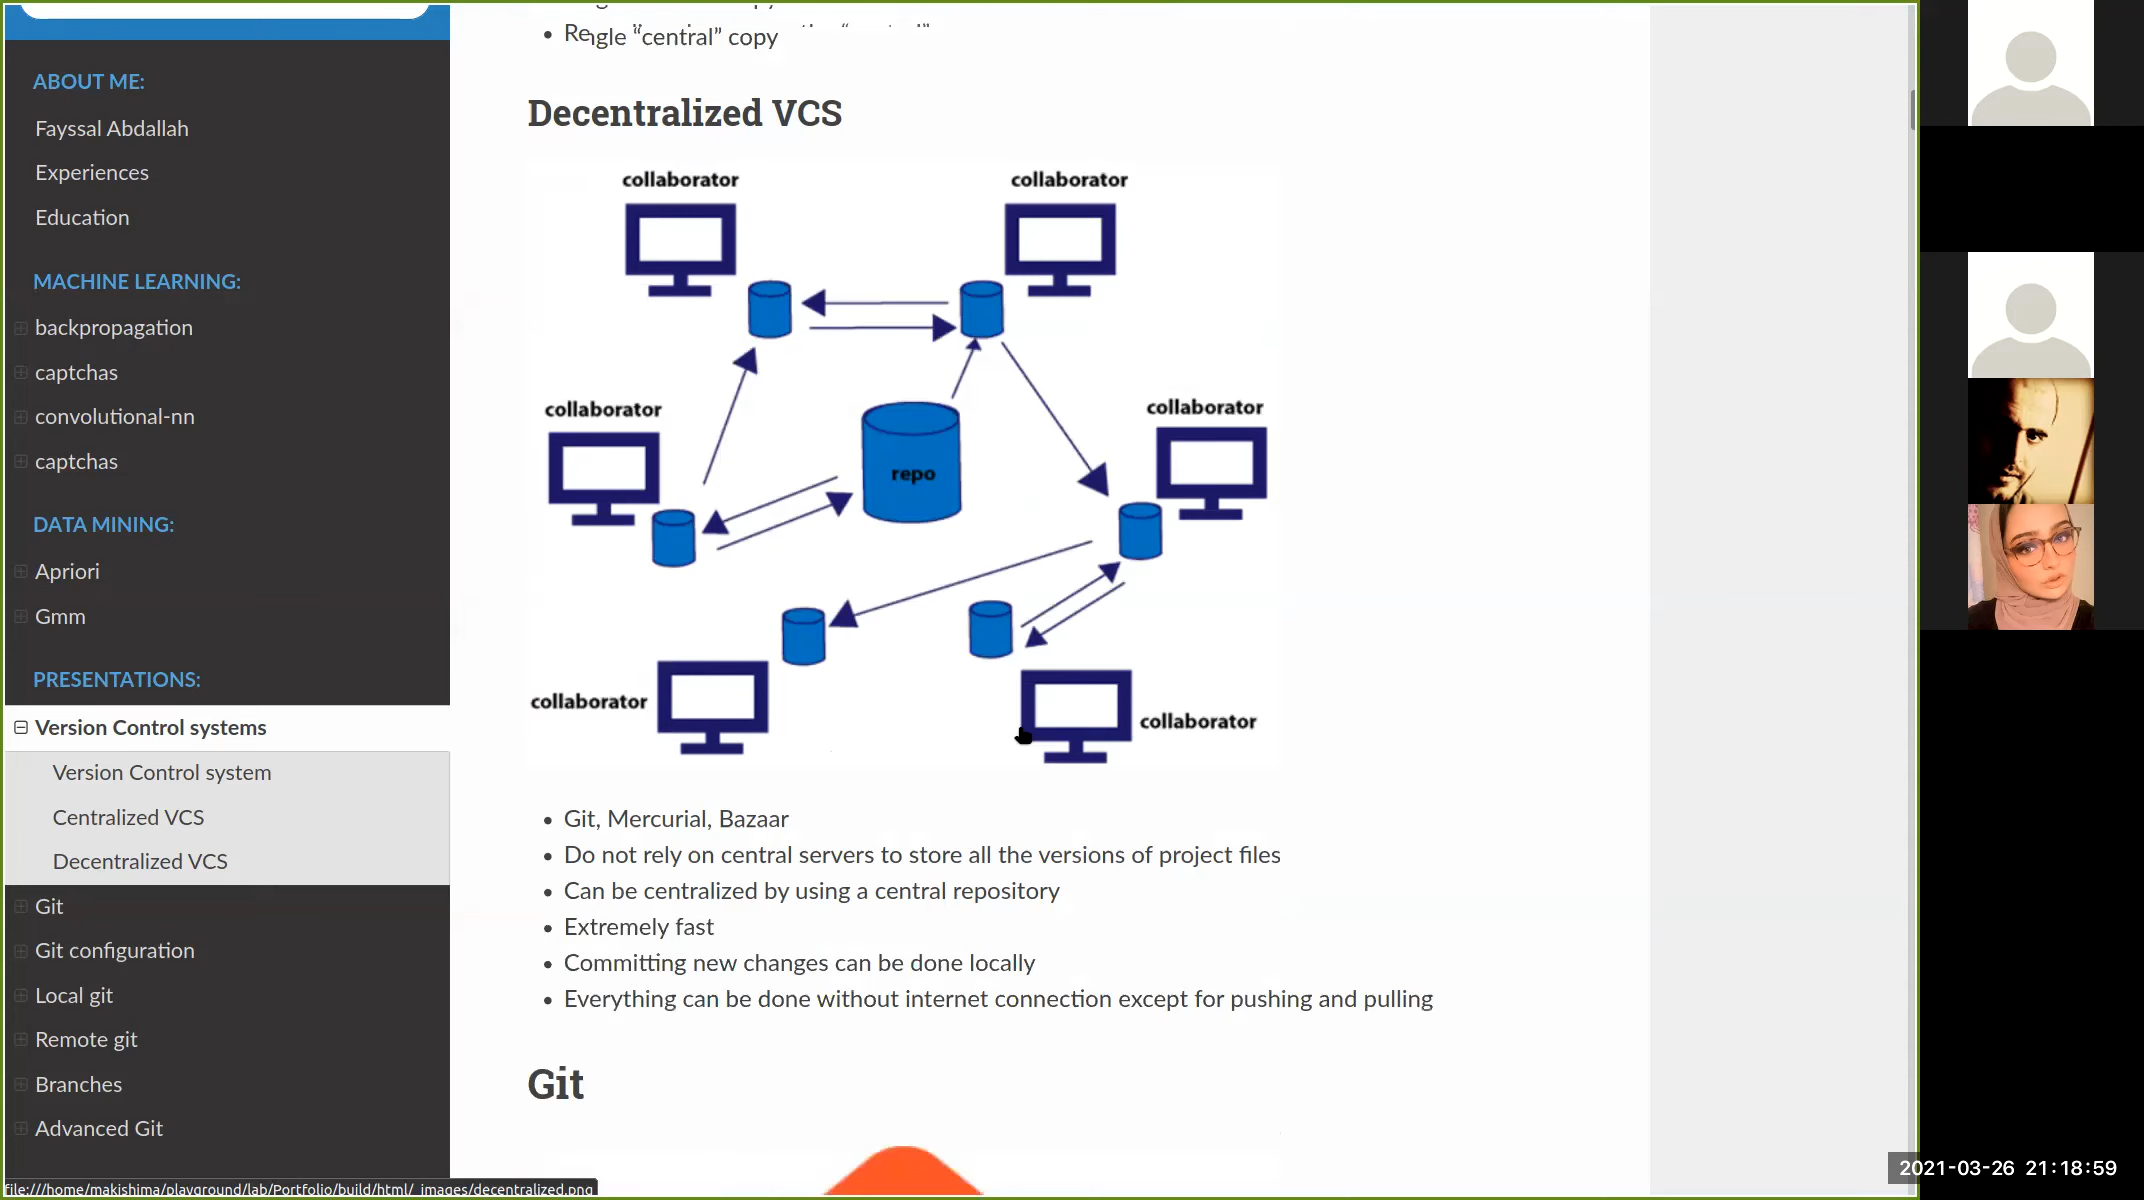 ABOUT ME:
Fayssal Abdallah
Experiences
Education
MACHINE LEARNING:
backpropagation
captchas
convolutional-nn
captchas
DATA MINING:
Apriori
Gmm
PRESENTATIONS:
Version Control systems
Version Control system
Centralized VCS
Decentralized VCS
Git
Git configuration
Local git
Remote git
Branches
Advanced Git
file:///home/makishima/playground/lab/Portfolio/build/html/_images/decentralized.png
“central” copy
Decentralized VCS
collaborator
collaborator
collaborator
collaborator
repo
collaborator
collaborator
• Git, Mercurial, Bazaar
• Do not rely on central servers to store all the versions of project files
• Can be centralized by using a central repository
• Extremely fast
• Committing new changes can be done locally
• Everything can be done without internet connection except for pushing and pulling
Git
2021-03-26 21:18:59